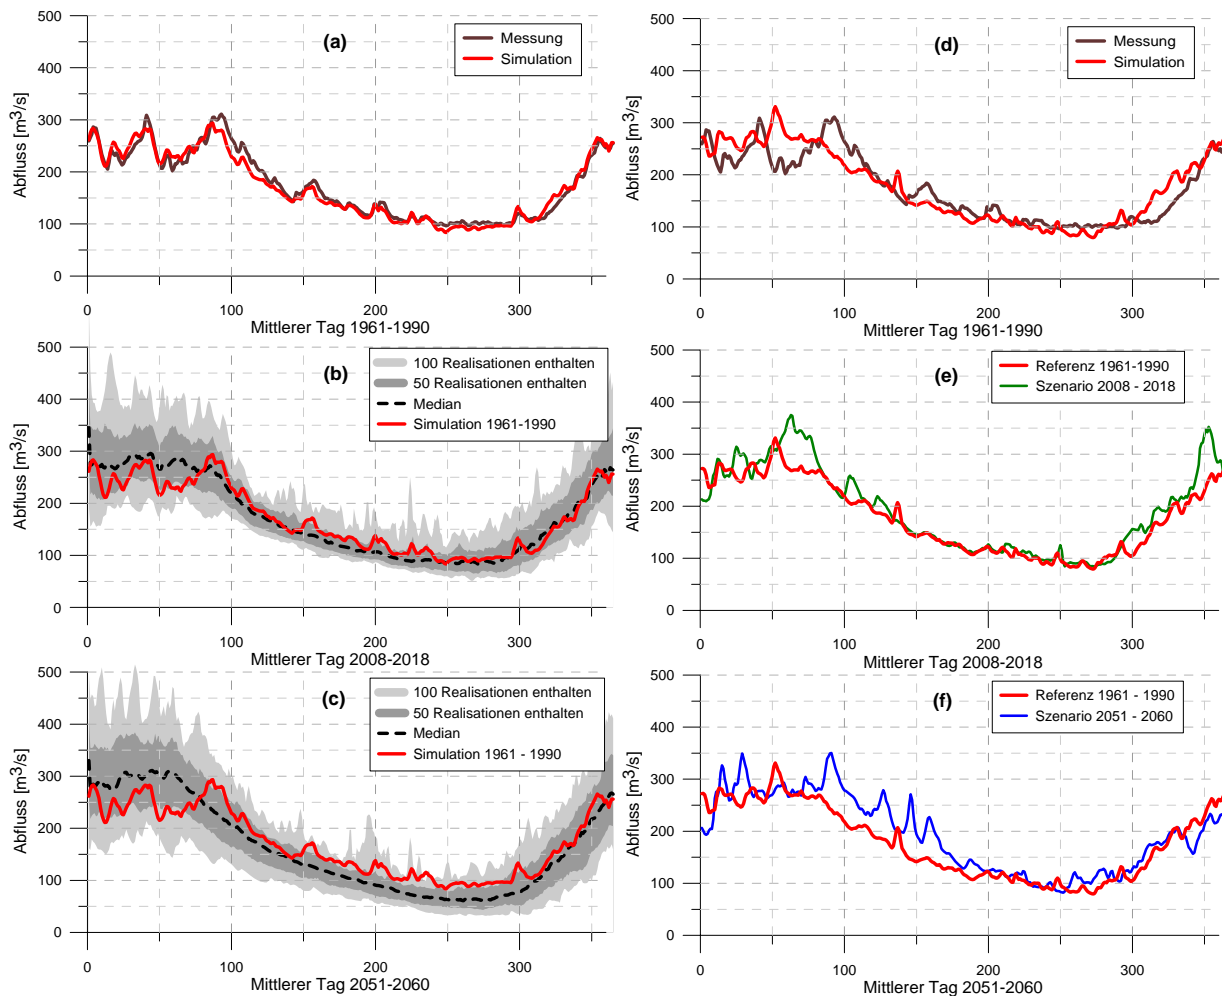 (a)
Messung
Simulation
Abfluss [m3/s]
500
400
300
200
100
0
0
100
200
300
Mittlerer Tag 1961-1990
(d)
Messung
Simulation
Abfluss [m3/s]
500
400
300
200
100
0
0
100
200
300
Mittlerer Tag 1961-1990
(b)
100 Realisationen enthalten
50 Realisationen enthalten
Median
Simulation 1961-1990
Abfluss [m3/s]
500
400
300
200
100
0
0
100
200
300
Mittlerer Tag 2008-2018
(e)
Referenz 1961-1990
Szenario 2008 - 2018
Abfluss [m3/s]
500
400
300
200
100
0
0
100
200
300
Mittlerer Tag 2008-2018
(c)
100 Realisationen enthalten
50 Realisationen enthalten
Median
Simulation 1961 - 1990
Abfluss [m3/s]
500
400
300
200
100
0
0
100
200
300
Mittlerer Tag 2051-2060
(f)
Referenz 1961 - 1990
Szenario 2051 - 2060
Abfluss [m3/s]
500
400
300
200
100
0
0
100
200
300
Mittlerer Tag 2051-2060